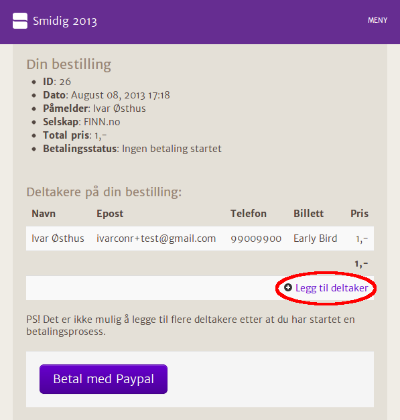 Smidig 2013
MENY
Din bestilling
ID: 26
Dato: August 08, 2013 17:18
Påmelder: Ivar Østhus
Selskap: FINN.no
Total pris: 1,-
Betalingsstatus: Ingen betaling startet
Deltakere på din bestilling:
Navn Epost Telefon Billett Pris
Ivar Østhus ivarconr+test@gmail.com 99009900 Early Bird 1,-
1,-
Legg til deltaker
PS! Det er ikke mulig å legge til flere deltakere etter at du har startet en
betalingsprosess.
Betal med Paypal